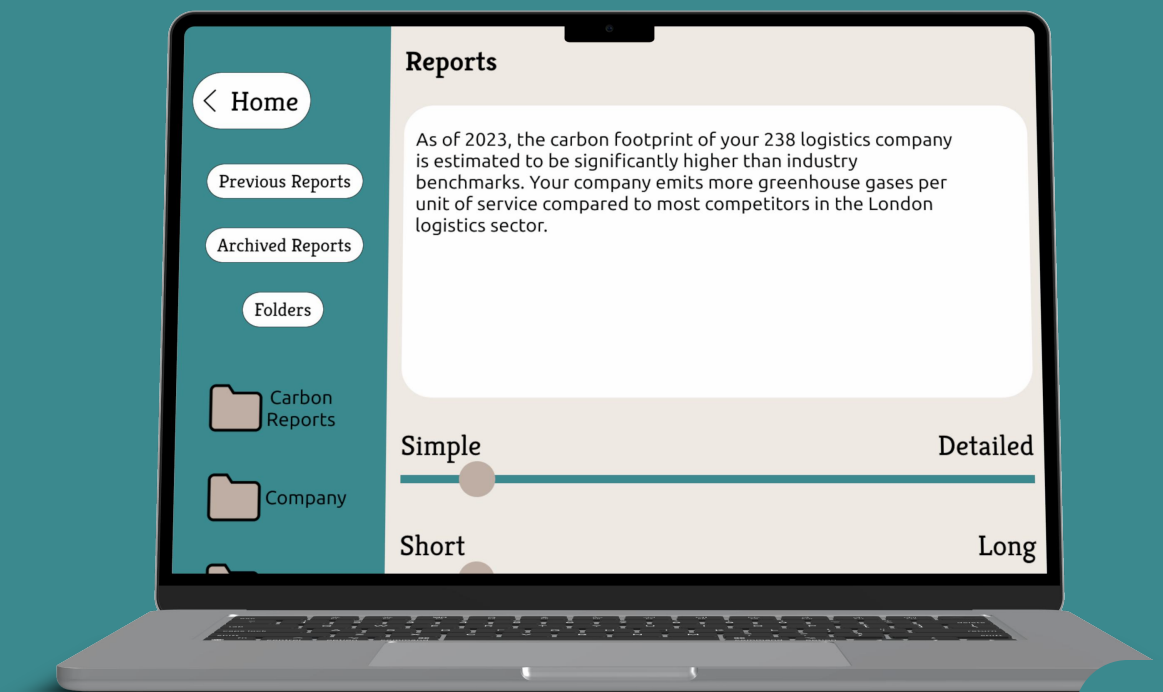 Home
Previous Reports
Archived Reports
Folders
Carbon
Reports
Company
Reports
As of 2023, the carbon footprint of your 238 logistics company
is estimated to be significantly higher than industry
benchmarks. Your company emits more greenhouse gases per
unit of service compared to most competitors in the London
logistics sector.
Simple
Detailed
Short
Long